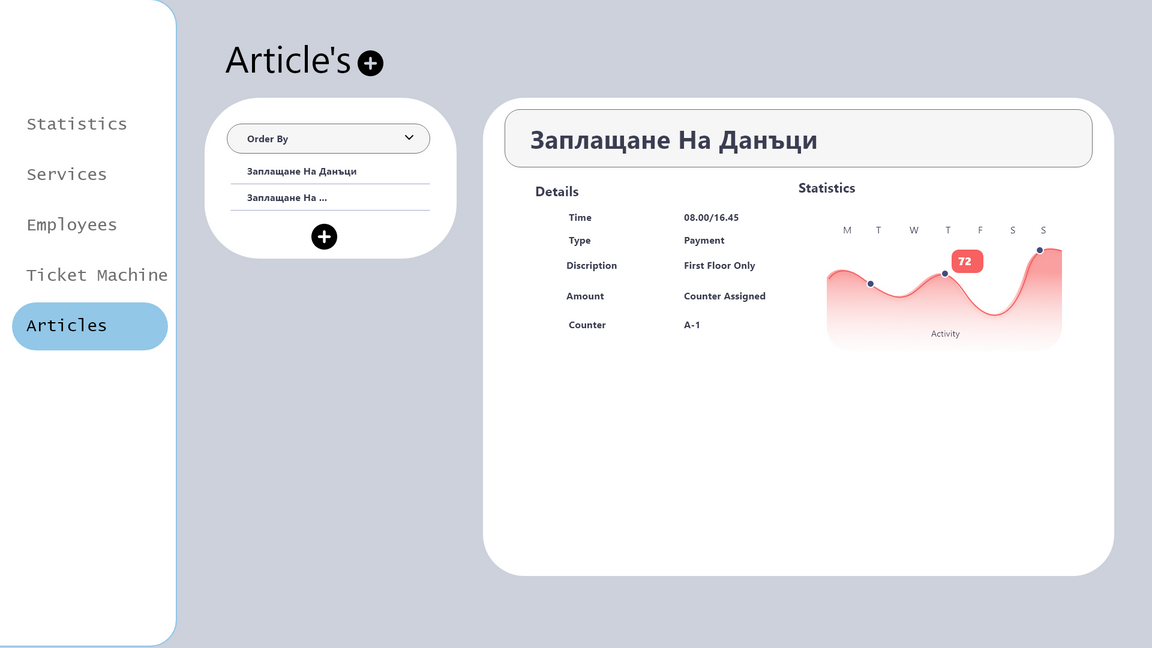 Statistics
Services
Employees
Ticket Machine
Articles
Article's
Order By
Заплащане На Данъци
Заплащане На ...
Заплащане На Данъци
Details
Time 08.00/16.45
Type Payment
Discription First Floor Only
Amount Counter Assigned
Counter A-1
Statistics
M T W T F S S
72
Activity